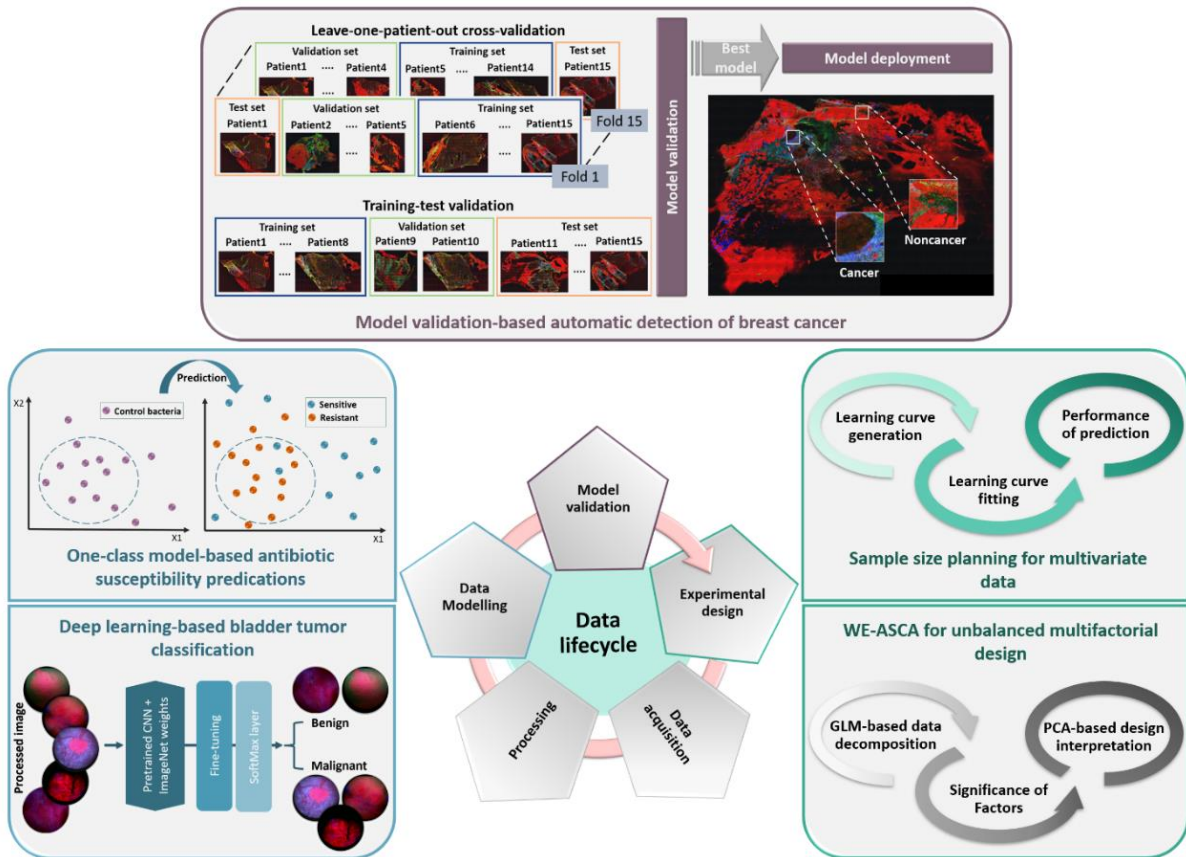 Leave-one-patient-out cross-validation
Validation set
Training set
Test set
Patient1 .... Patient4
Patient5 .... Patient14
Patient15
....
....
Test set
Validation set
Training set
Patient1
Patient2 .... Patient5
Patient6 .... Patient15
....
....
Fold 15
Fold 1
Training-test validation
Training set
Validation set
Test set
Patient1 .... Patient8
Patient9 Patient10
Patient11 .... Patient15
....
....
Model validation
Best
model
Model deployment
Noncancer
Cancer
Model validation-based automatic detection of breast cancer
Prediction
X2
Control bacteria
Sensitive
Resistant
X1
X1
One-class model-based antibiotic
susceptibility predications
Deep learning-based bladder tumor
classification
Processed image
Pretrained CNN +
ImageNet weights
Fine-tuning
SoftMax layer
Benign
Malignant
Model
validation
Data
Modelling
Experimental
design
Data
lifecycle
Processing
Data
acquisition
Learning curve
generation
Performance
of prediction
Learning curve
fitting
Sample size planning for multivariate
data
WE-ASCA for unbalanced multifactorial
design
GLM-based data
decomposition
PCA-based design
interpretation
Significance of
Factors